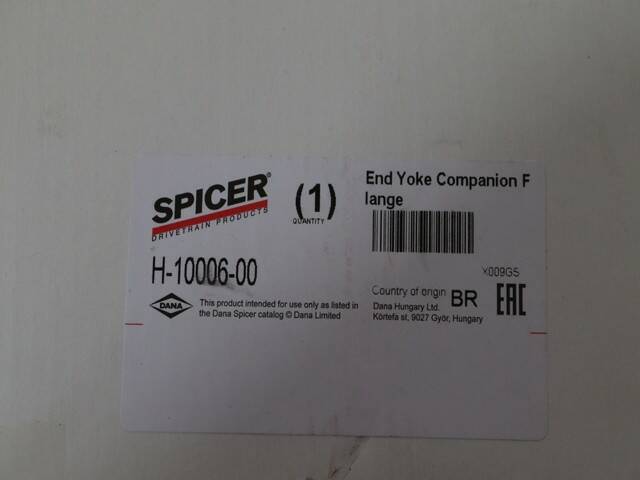 SPICER®
DRIVETRAIN PRODUCTS
(1)
QUANTITY
End Yoke Companion F
lange
H-10006-00
X009G5
DANA
This product intended for use only as listed in
the Dana Spicer catalog © Dana Limited
Country of origin BR
Dana Hungary Ltd.
Körtefa st, 9027 Győr, Hungary
EAC